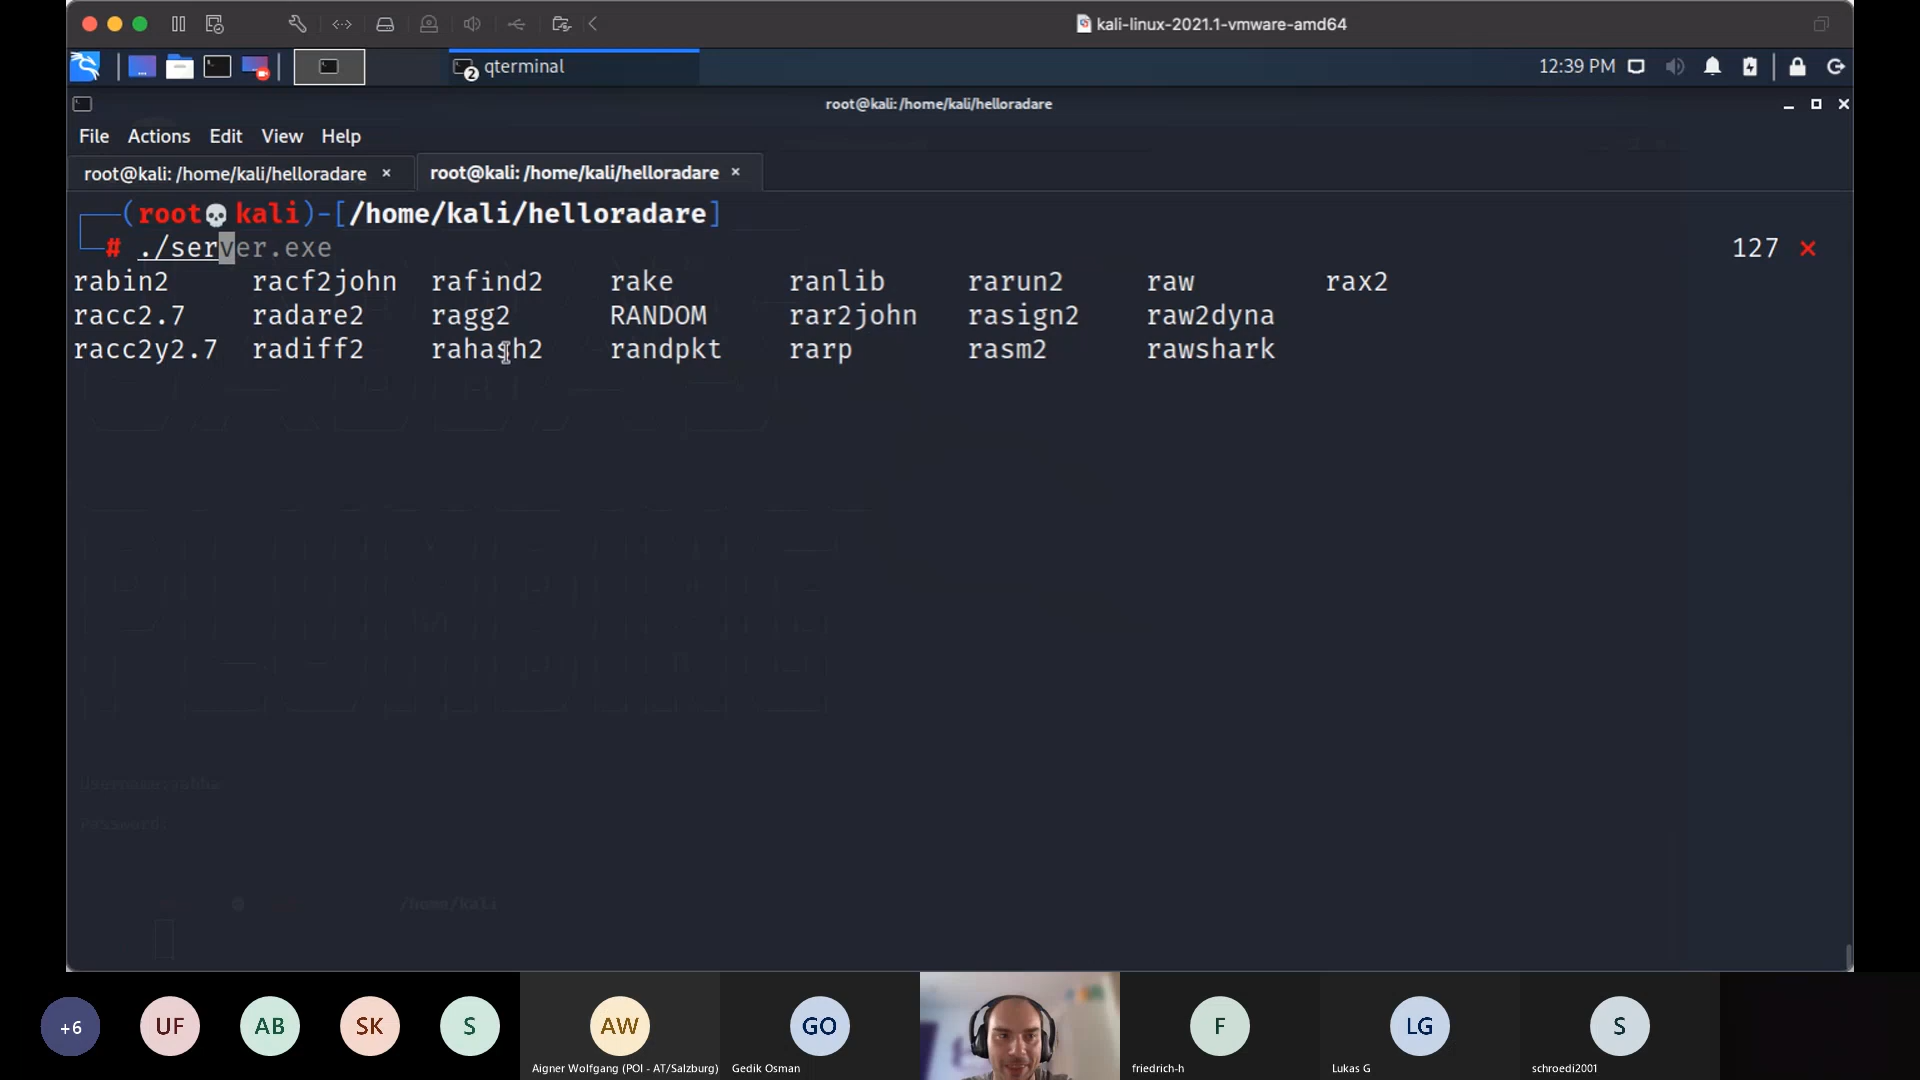 kali-linux-2021.1-vmware-amd64
2 qterminal 12:39 PM
root@kali: /home/kali/helloradare
File Actions Edit View Help
root@kali: /home/kali/helloradare × root@kali: /home/kali/helloradare ×
(root💀kali)-[/home/kali/helloradare]
# ./server.exe 127 ×
rabin2 racf2john rafind2 rake ranlib rarun2 raw rax2
racc2.7 radare2 ragg2 RANDOM rar2john rasign2 raw2dyna
racc2y2.7 radiff2 rahash2 randpkt rarp rasm2 rawshark
Password:
/home/kali
+6 UF AB SK S AW GO F LG S
Aigner Wolfgang (POI - AT/Salzburg) Gedik Osman friedrich-h Lukas G schroedi2001